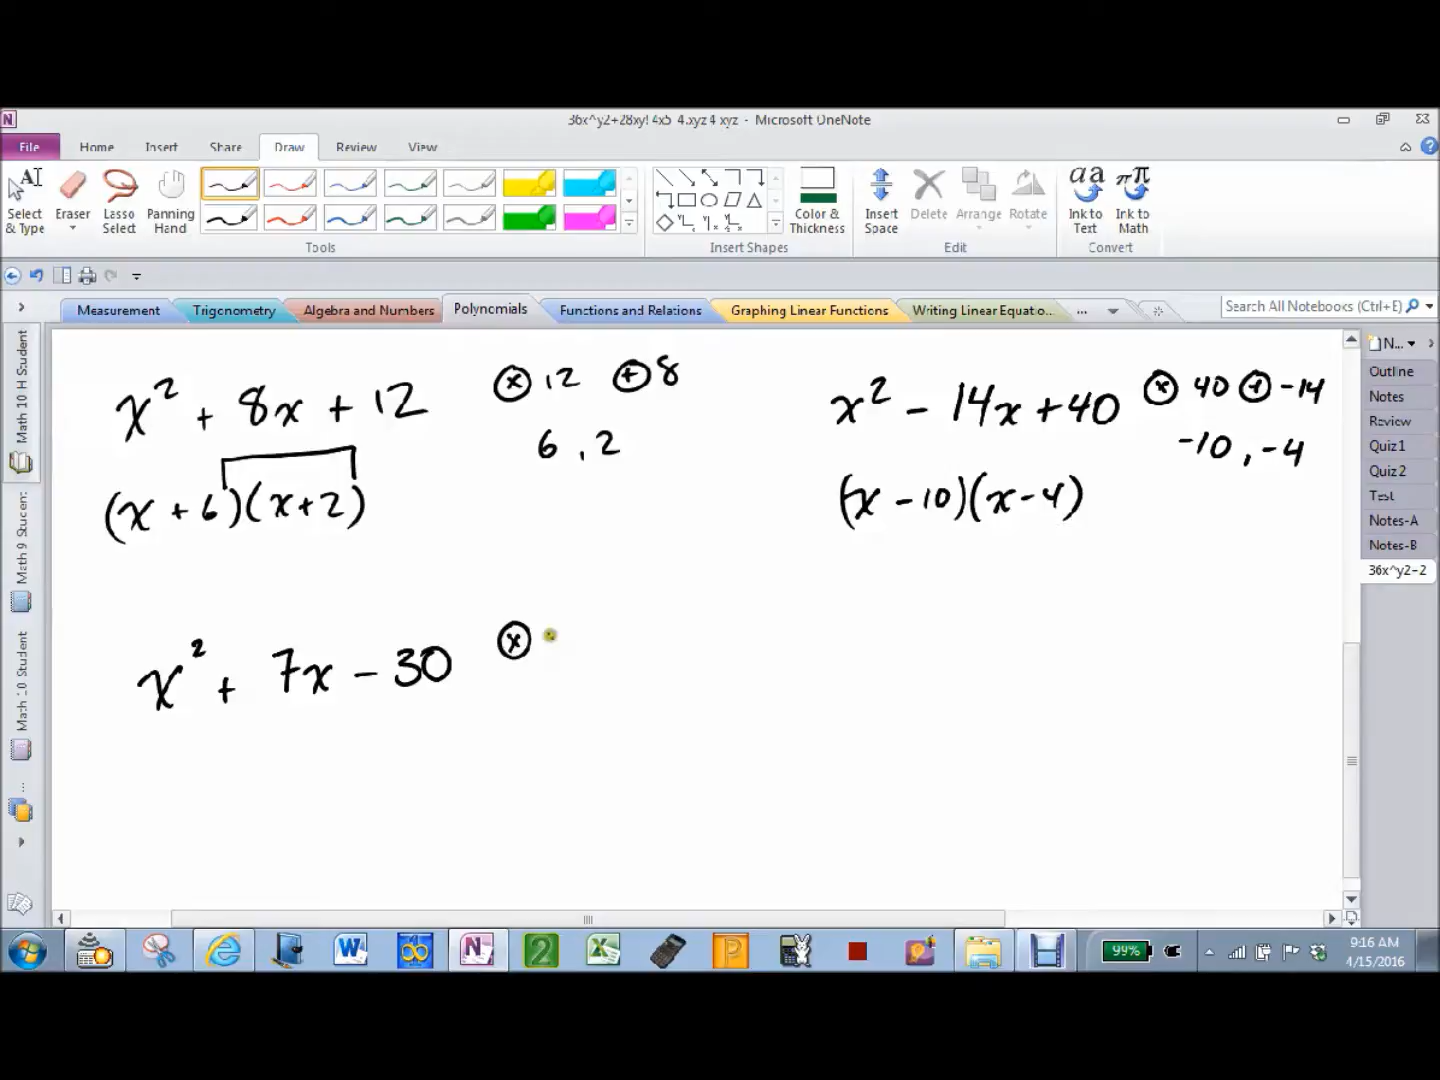 36x^y2+28xy! 4x5 4.xyz 4 xyz - Microsoft OneNote
File Home Insert Share Draw Review View
Select & Type
Eraser
Lasso Select
Panning Hand
Color & Thickness
Insert Space
Delete
Arrange
Rotate
Ink to Text
Ink to Math
Tools
Insert Shapes
Edit
Convert
Measurement Trigonometry Algebra and Numbers Polynomials Functions and Relations Graphing Linear Functions Writing Linear Equatio... ...
Search All Notebooks (Ctrl+E)
Math 10 H Student
Math 9 Student
Math 10 Student
N...
Outline
Notes
Review
Quiz1
Quiz 2
Test
Notes-A
Notes-B
36x^y2-2
x² + 8x + 12 ⊗ 12 ⊕ 8
6 , 2
(x + 6)(x + 2)
x² - 14x + 40 ⊗ 40 ⊕ -14
-10 , -4
(x - 10)(x - 4)
x² + 7x - 30 ⊗
99%
9:16 AM
4/15/2016